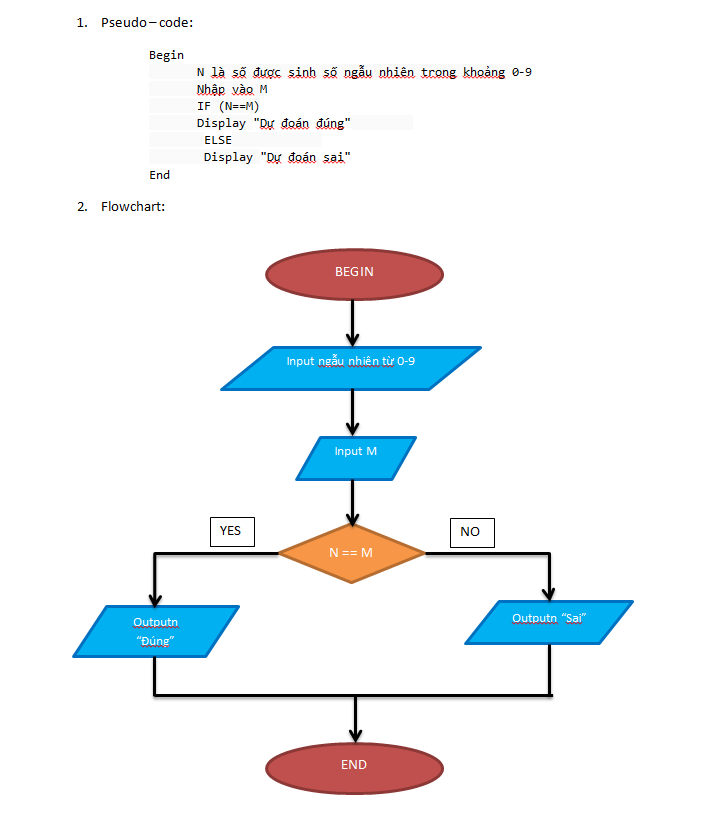 1. Pseudo – code:
Begin
N là số được sinh số ngẫu nhiên trong khoảng 0-9
Nhập vào M
IF (N==M)
Display "Dự đoán đúng"
ELSE
Display "Dự đoán sai"
End
2. Flowchart:
BEGIN
Input ngẫu nhiên từ 0-9
Input M
YES
NO
N == M
Outputn
“Đúng”
Outputn “Sai”
END